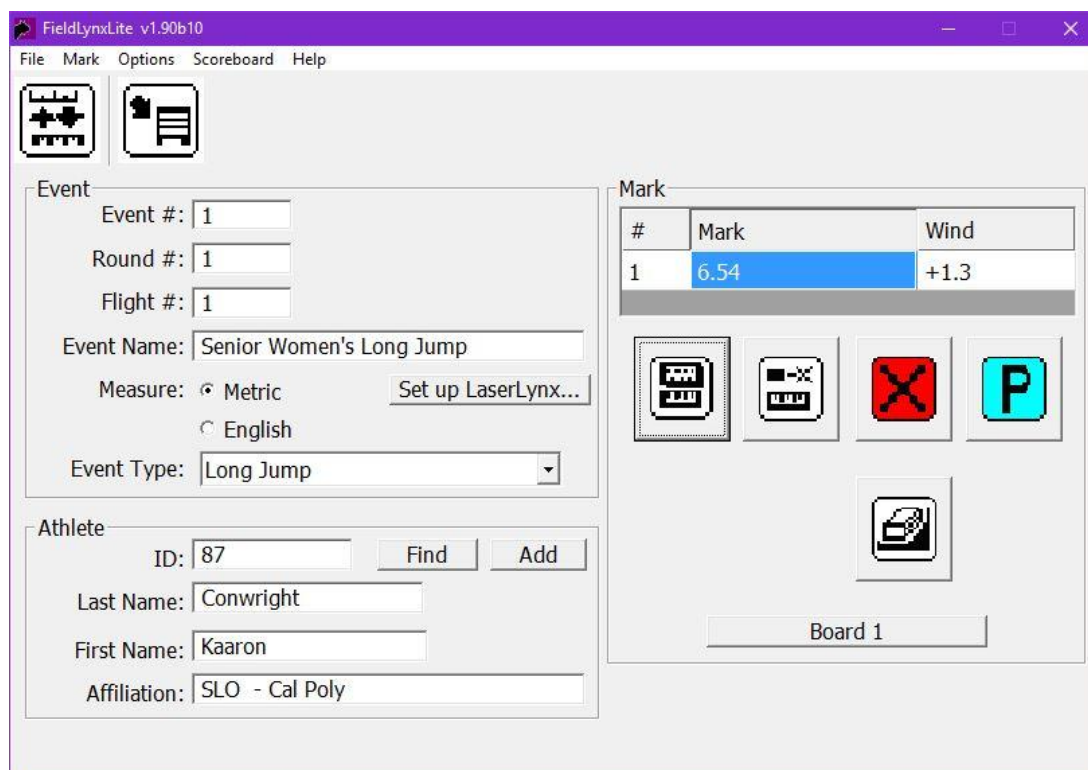 FieldLynxLite v1.90b10
File Mark Options Scoreboard Help
Event
Event #: 1
Round #: 1
Flight #: 1
Event Name: Senior Women's Long Jump
Measure: Metric
Set up LaserLynx...
English
Event Type: Long Jump
Athlete
ID: 87 Find Add
Last Name: Conwright
First Name: Kaaron
Affiliation: SLO - Cal Poly
Mark
# Mark Wind
1 6.54 +1.3
P
Board 1